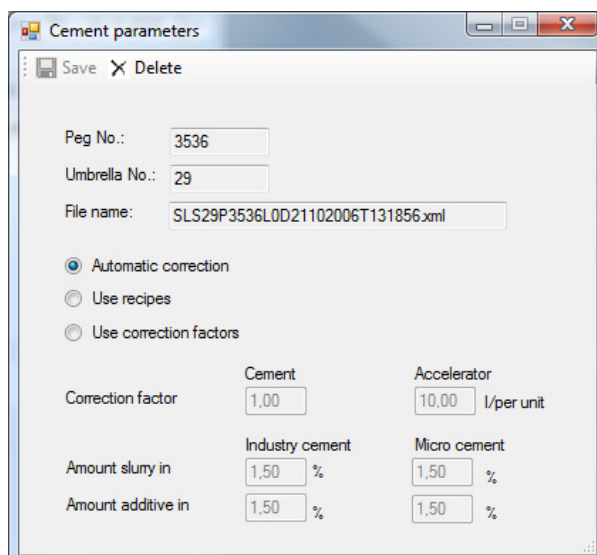 Cement parameters
Save Delete
Peg No.: 3536
Umbrella No.: 29
File name: SLS29P3536L0D21102006T131856.xml
Automatic correction
Use recipes
Use correction factors
Cement Accelerator
Correction factor 1,00 10,00 l/per unit
Industry cement Micro cement
Amount slurry in 1,50 % 1,50 %
Amount additive in 1,50 % 1,50 %